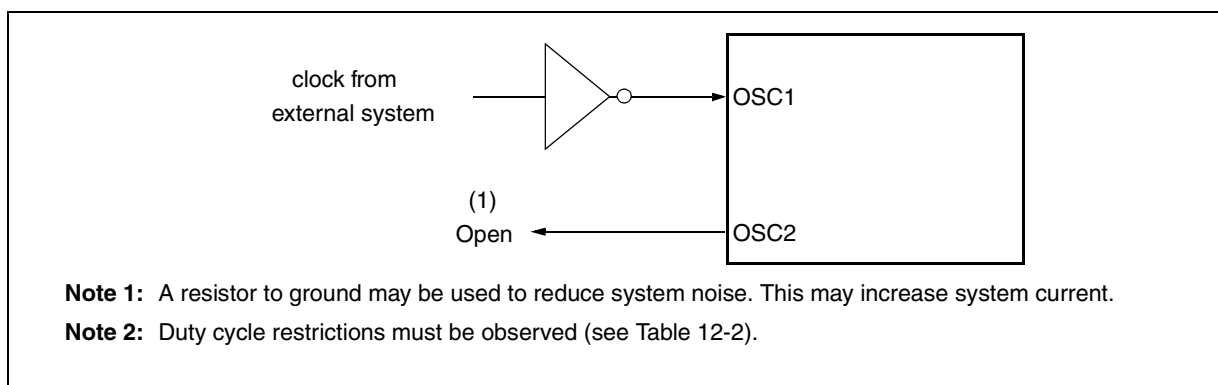 clock from
external system
OSC1
(1)
Open
OSC2
Note 1: A resistor to ground may be used to reduce system noise. This may increase system current.
Note 2: Duty cycle restrictions must be observed (see Table 12-2).